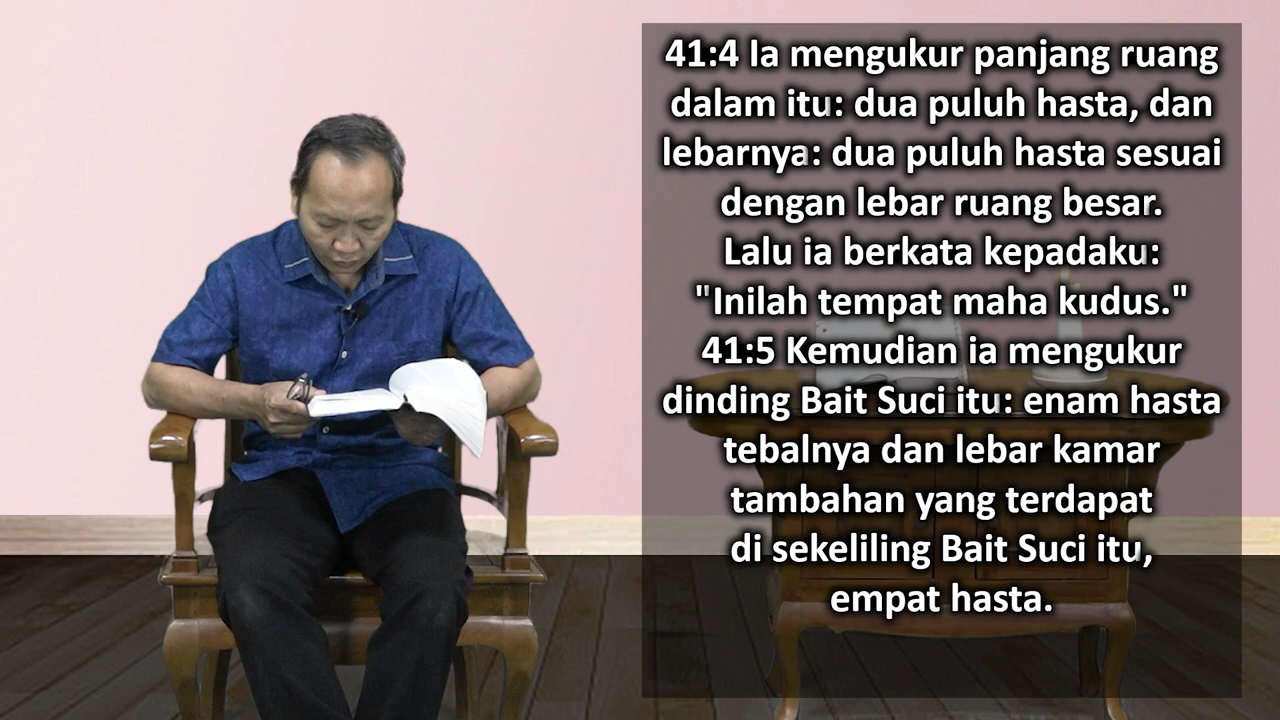 41:4 Ia mengukur panjang ruang
dalam itu: dua puluh hasta, dan
lebarnya: dua puluh hasta sesuai
dengan lebar ruang besar.
Lalu ia berkata kepadaku:
"Inilah tempat maha kudus."
41:5 Kemudian ia mengukur
dinding Bait Suci itu: enam hasta
tebalnya dan lebar kamar
tambahan yang terdapat
di sekeliling Bait Suci itu,
empat hasta.